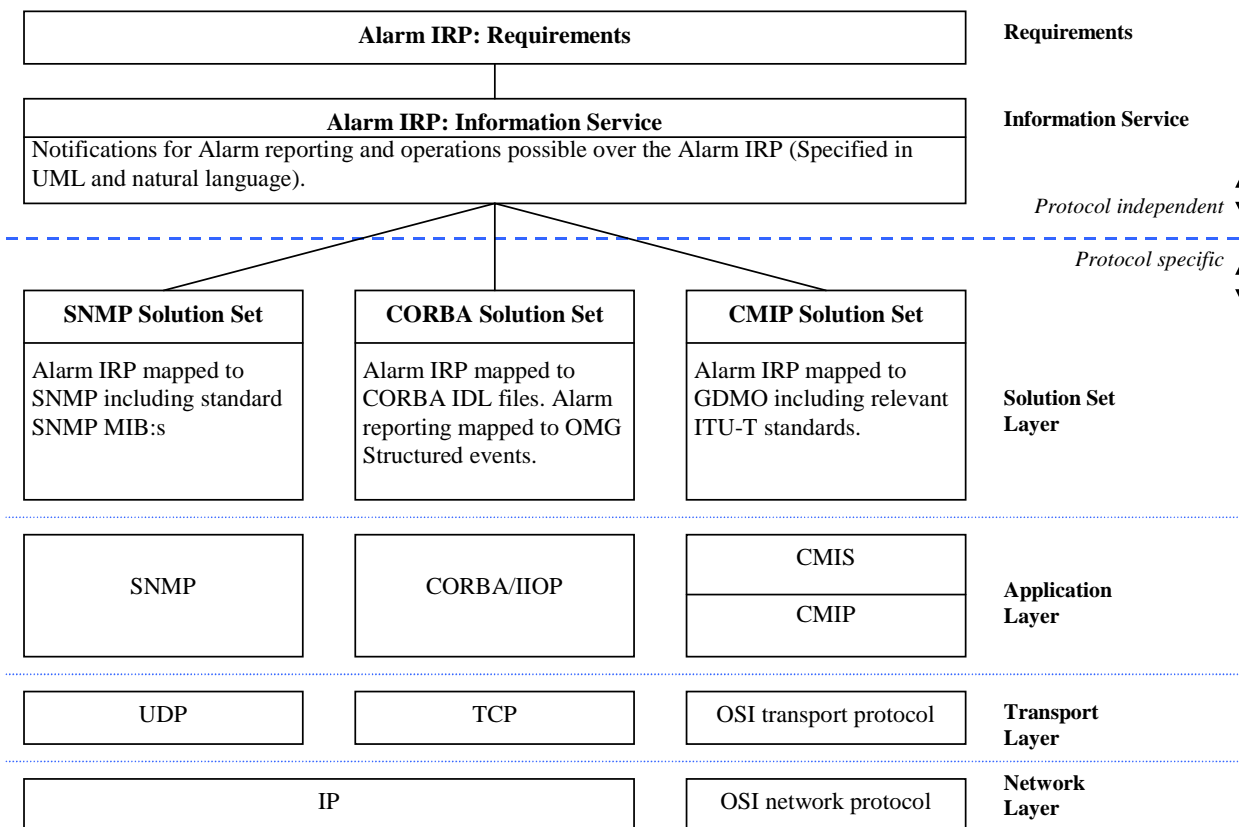 Alarm IRP: Requirements
Requirements
Alarm IRP: Information Service
Information Service
Notifications for Alarm reporting and operations possible over the Alarm IRP (Specified in
UML and natural language).
Protocol independent
Protocol specific
SNMP Solution Set
CORBA Solution Set
CMIP Solution Set
Alarm IRP mapped to
SNMP including standard
SNMP MIB:s
Alarm IRP mapped to
CORBA IDL files. Alarm
reporting mapped to OMG
Structured events.
Alarm IRP mapped to
GDMO including relevant
ITU-T standards.
Solution Set
Layer
SNMP
CORBA/IIOP
CMIS
CMIP
Application
Layer
UDP
TCP
OSI transport protocol
Transport
Layer
IP
OSI network protocol
Network
Layer